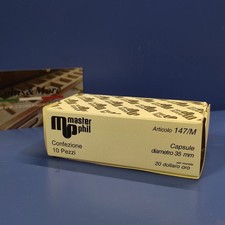 master
phil
Confezione
10 Pezzi
Articolo 147/M
Capsule
diametro 35 mm
20 dollaro oro